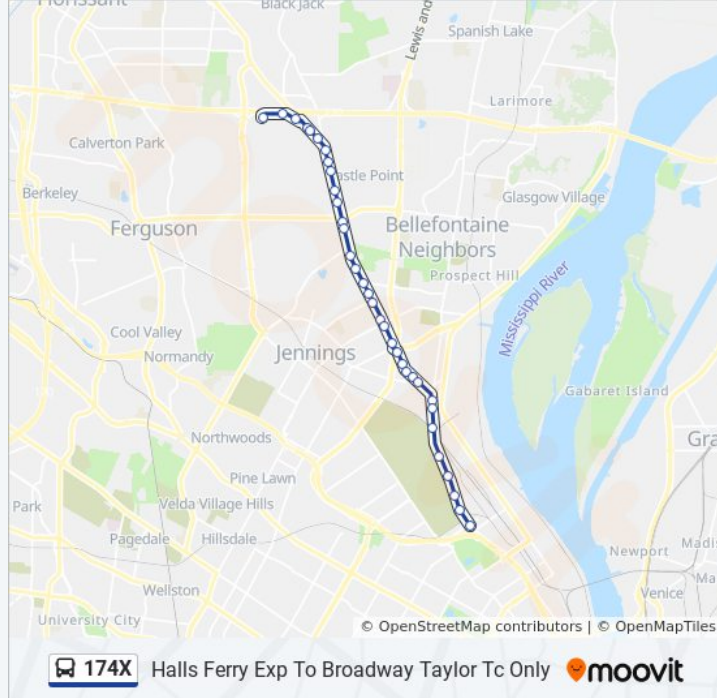 Florissant
Black Jack
Lewis and
Spanish Lake
Larimore
Calverton Park
Castle Point
Berkeley
Glasgow Village
Ferguson
Bellefontaine
Neighbors
Prospect Hill
Mississippi River
Cool Valley
Normandy
Jennings
Gabaret Island
Northwoods
Gra
Pine Lawn
Park
Velda Village Hills
Pagedale
Hillsdale
Newport
Madis
Wellston
Venice
Ma
University City
© OpenStreetMap contributors | © OpenMapTiles
174X
Halls Ferry Exp To Broadway Taylor Tc Only
moovit